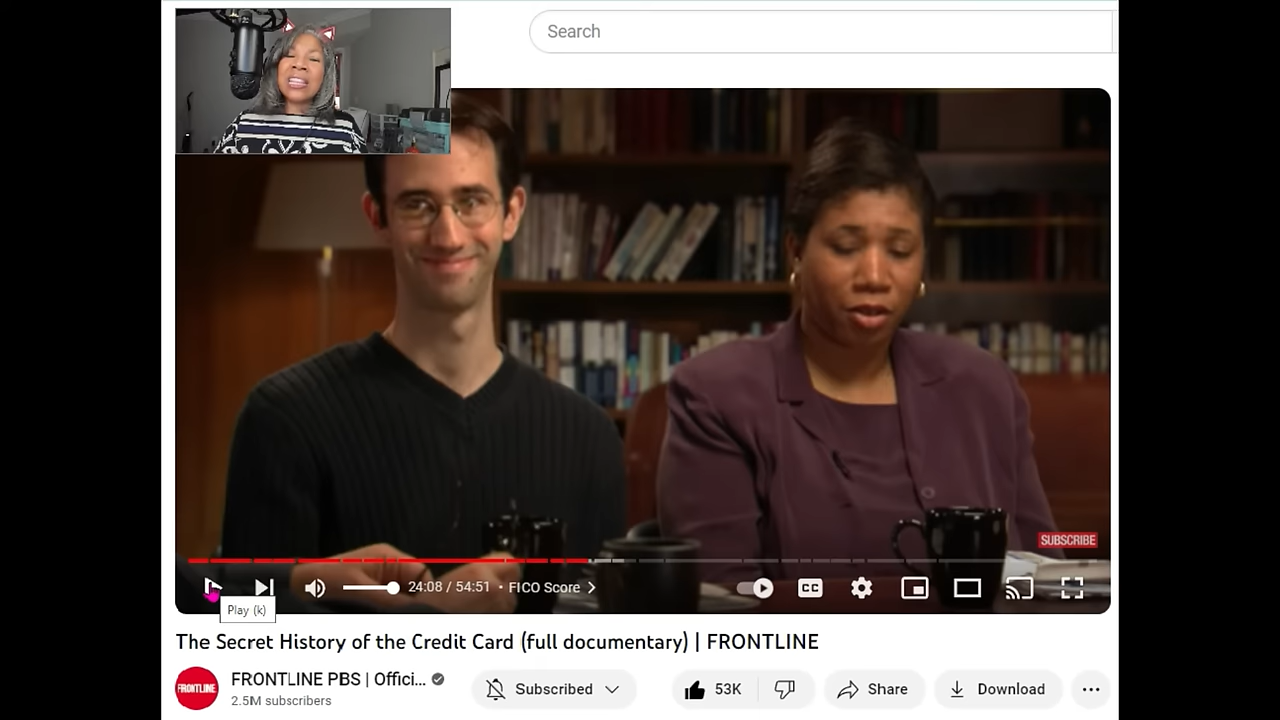 Search
SUBSCRIBE
24:08 / 54:51 • FICO Score
CC
Play (k)
The Secret History of the Credit Card (full documentary) | FRONTLINE
FRONTLINE
FRONTLINE PBS | Offici...
2.5M subscribers
Subscribed
53K
Share
Download